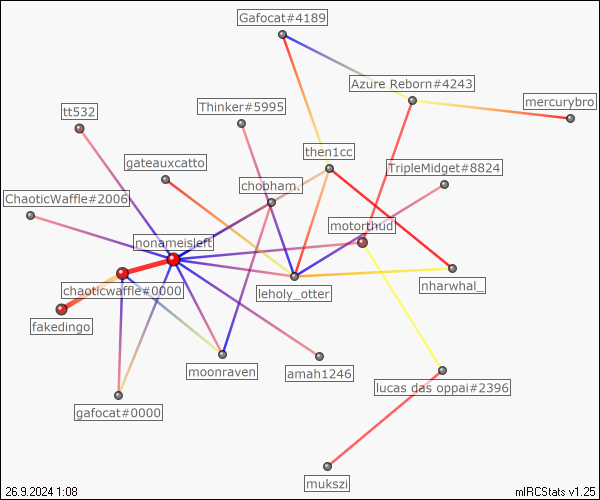 Gafocat#4189
Azure Reborn#4243
mercurybro
Thinker#5995
tt532
then1cc
gateauxcatto
TripleMidget#8824
chobham.
ChaoticWaffle#2006
motorthud
nonameisleft
chaoticwaffle#0000
leholy_otter
nharwhal_
fakedingo
moonraven
amah1246
lucas das oppai#2396
gafocat#0000
mukszi
26.9.2024 1:08
mIRCStats v1.25